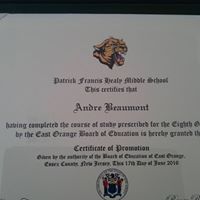 Patrick Francis Healy Middle School
This certifies that
Andre Beaumont
having completed the course of study prescribed for the Eighth G
by the East Orange Board of Education is hereby granted th
Certificate of Promotion
Given by the authority of the Board of Education of East Orange,
Essex County, New Jersey, This 17th Day of June 2016